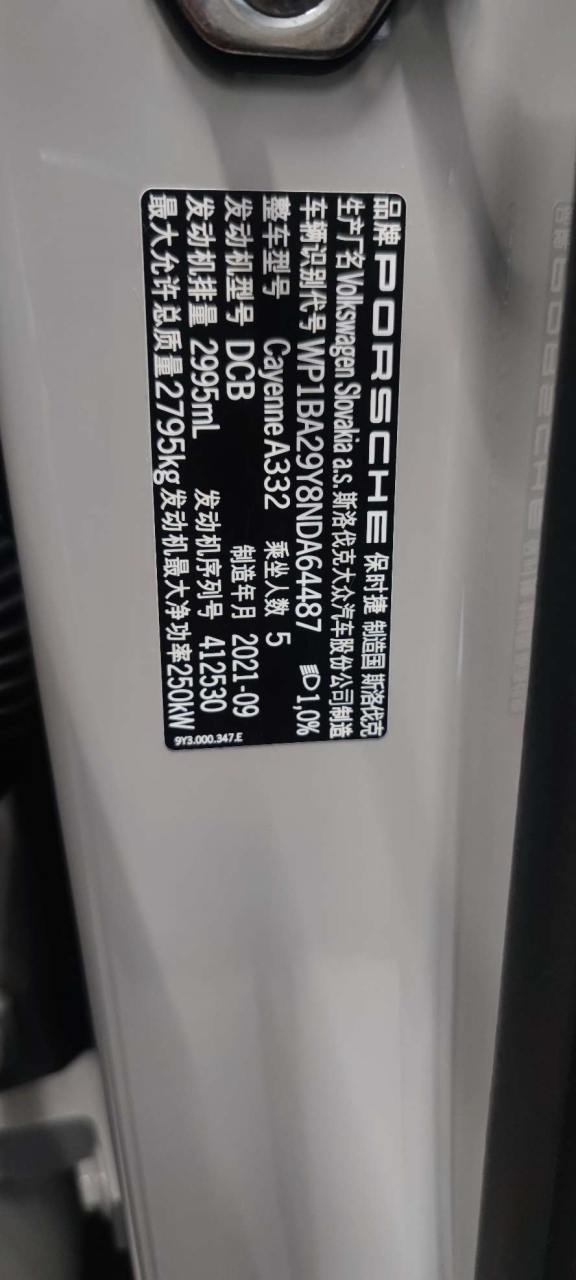 品牌 PORSCHE 保时捷 制造国 斯洛伐克
生产厂名 Volkswagen Slovakia a.s. 斯洛伐克大众汽车股份公司制造
车辆识别代号 WP1BA29Y8NDA64487 1,0%
整车型号 Cayenne A332 乘坐人数 5
发动机型号 DCB 制造年月 2021-09
发动机排量 2995mL 发动机序列号 412530
最大允许总质量 2795kg 发动机最大净功率 250kW
9Y3.000.347.E